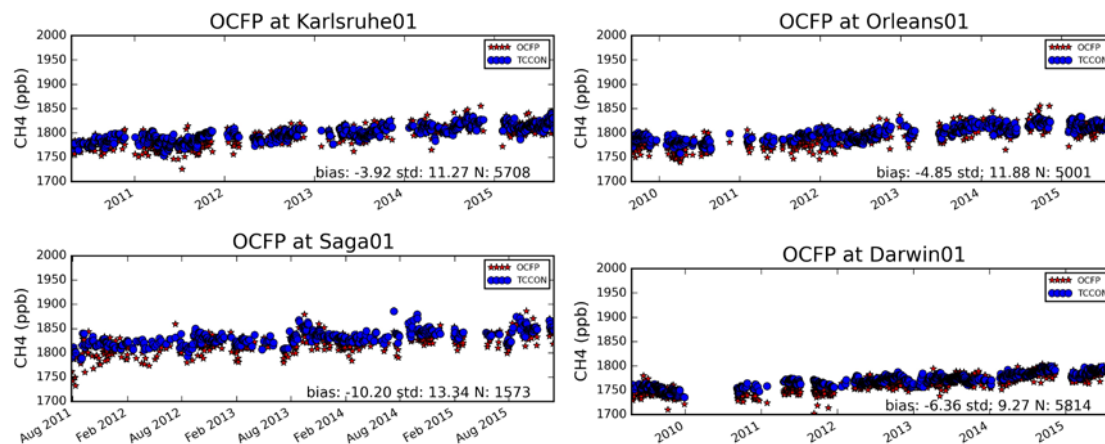 OCFP at Karlsruhe01
2000
1950
1900
1850
1800
1750
1700
CH4 (ppb)
OCFP
TCCON
bias: -3.92 std: 11.27 N: 5708
2011
2012
2013
2014
2015
OCFP at Orleans01
2000
1950
1900
1850
1800
1750
1700
CH4 (ppb)
OCFP
TCCON
bias: -4.85 std; 11.88 N: 5001
2010
2011
2012
2013
2014
2015
OCFP at Saga01
2000
1950
1900
1850
1800
1750
1700
CH4 (ppb)
OCFP
TCCON
bias: -10.20 std: 13.34 N: 1573
Aug 2011
Feb 2012
Aug 2012
Feb 2013
Aug 2013
Feb 2014
Aug 2014
Feb 2015
Aug 2015
OCFP at Darwin01
2000
1950
1900
1850
1800
1750
1700
CH4 (ppb)
OCFP
TCCON
bias: -6.36 std; 9.27 N: 5814
2010
2011
2012
2013
2014
2015